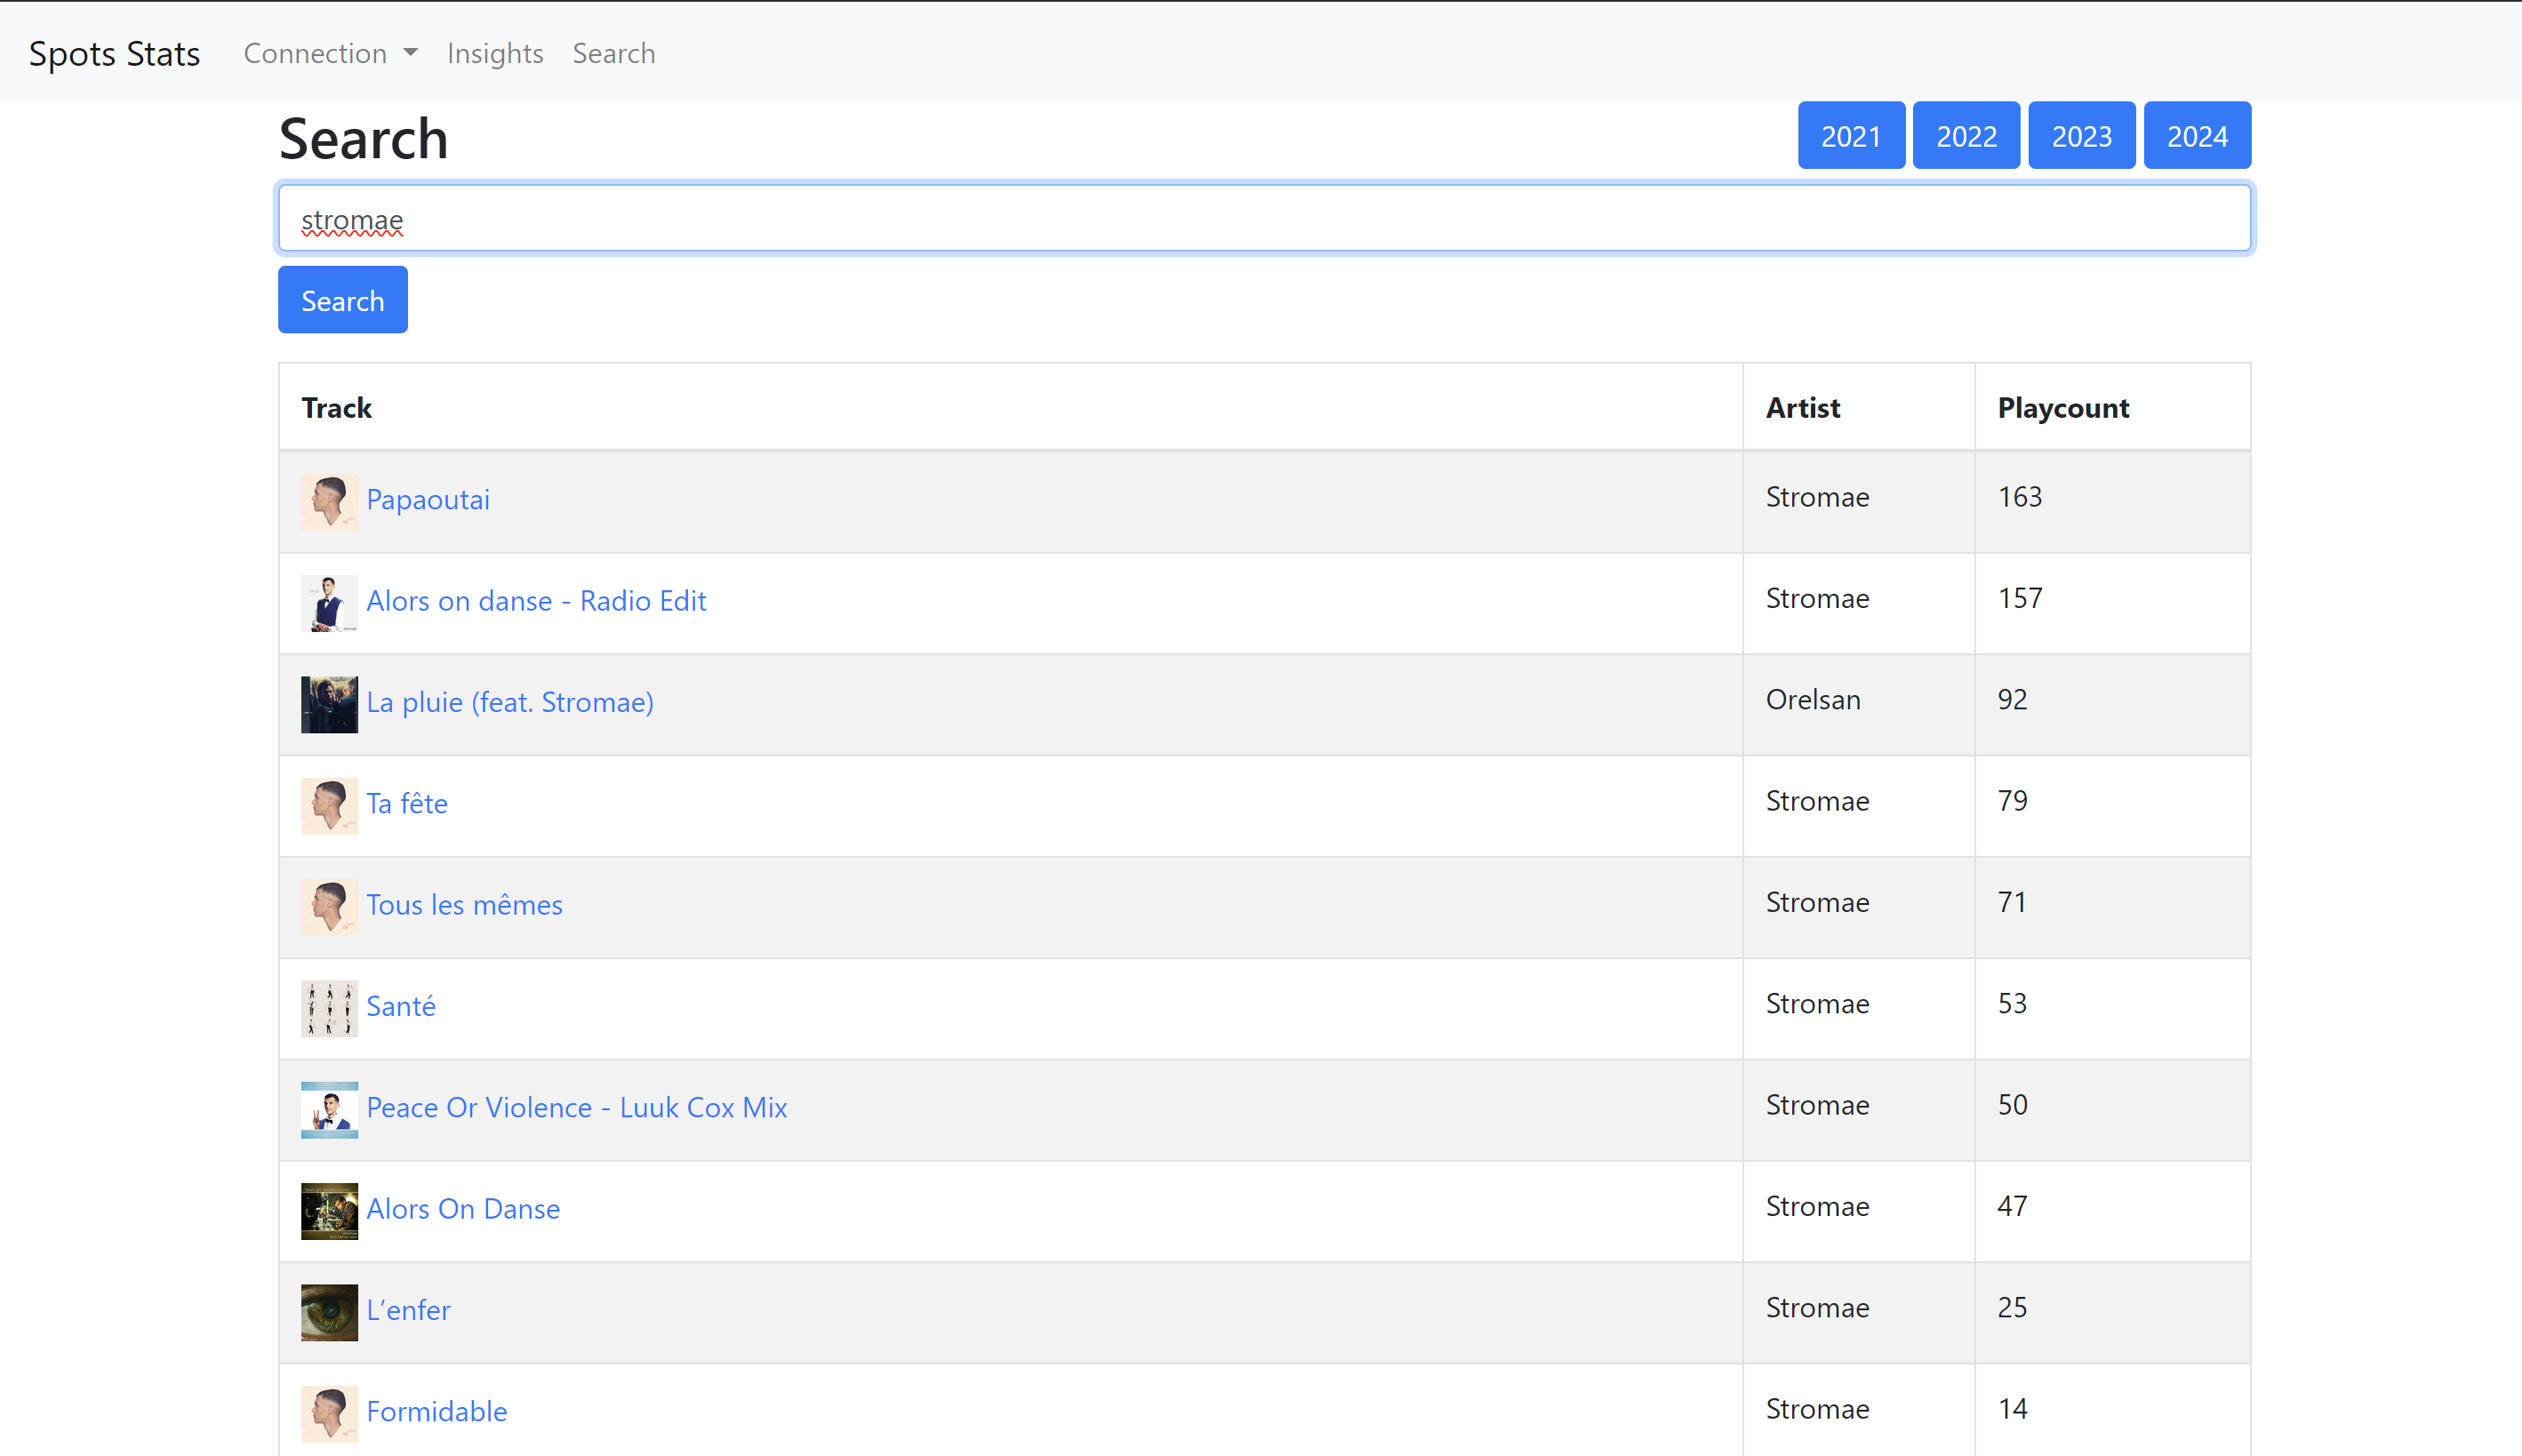 Spots Stats Connection Insights Search
Search 2021 2022 2023 2024
stromae
Search
Track Artist Playcount
Papaoutai Stromae 163
Alors on danse - Radio Edit Stromae 157
La pluie (feat. Stromae) Orelsan 92
Ta fête Stromae 79
Tous les mêmes Stromae 71
Santé Stromae 53
Peace Or Violence - Luuk Cox Mix Stromae 50
Alors On Danse Stromae 47
L’enfer Stromae 25
Formidable Stromae 14